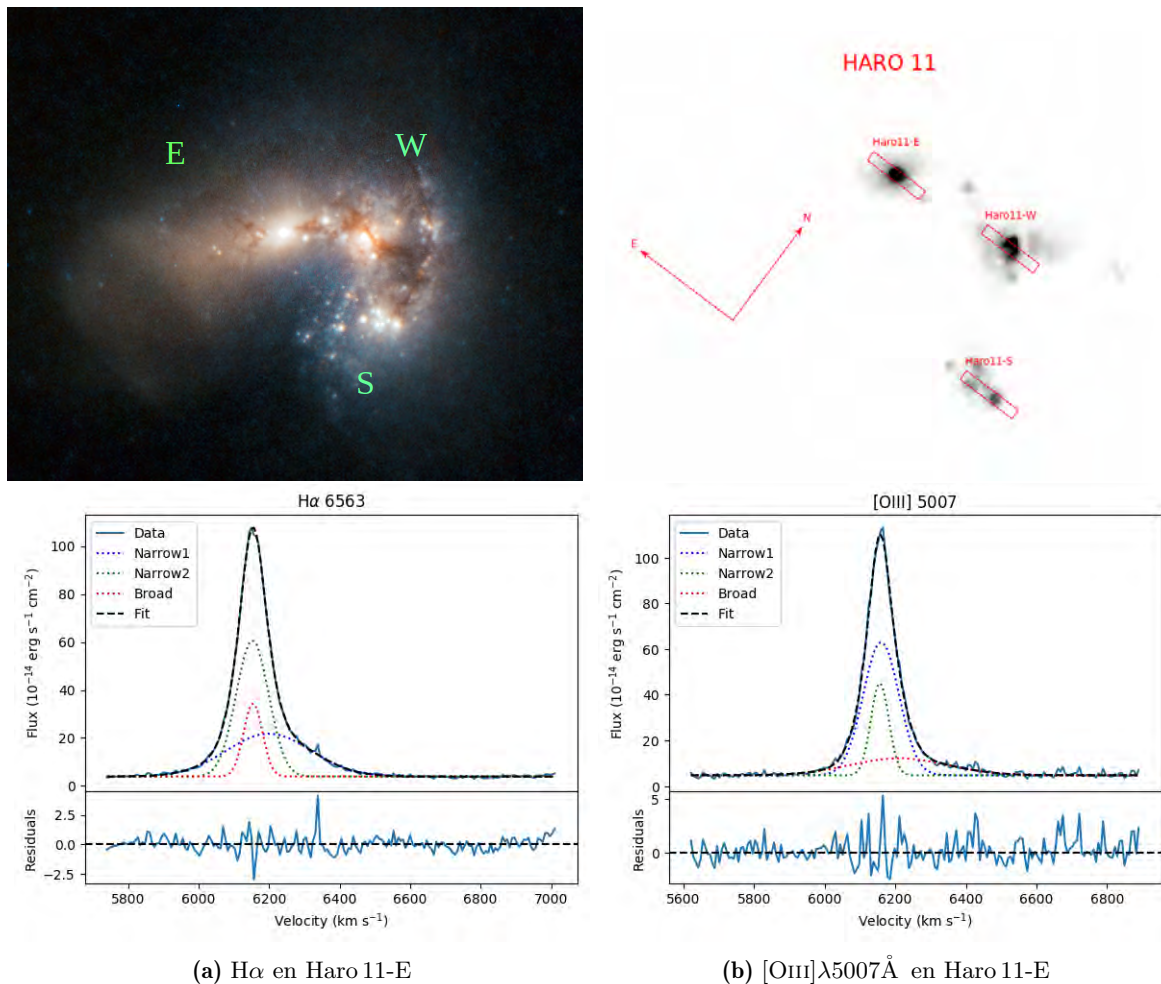 E
W
S
HARO 11
Haro11-E
Haro11-W
Haro11-S
N
E
Hα 6563
Data
Narrow1
Narrow2
Broad
Fit
Flux (10⁻¹⁴ erg s⁻¹ cm⁻²)
100
80
60
40
20
0
Residuals
2.5
0.0
−2.5
5800 6000 6200 6400 6600 6800 7000
Velocity (km s⁻¹)
[OIII] 5007
Data
Narrow1
Narrow2
Broad
Fit
Flux (10⁻¹⁴ erg s⁻¹ cm⁻²)
100
80
60
40
20
0
Residuals
5
0
5600 5800 6000 6200 6400 6600 6800
Velocity (km s⁻¹)
(a) Hα en Haro 11-E
(b) [OIII]λ5007Å en Haro 11-E